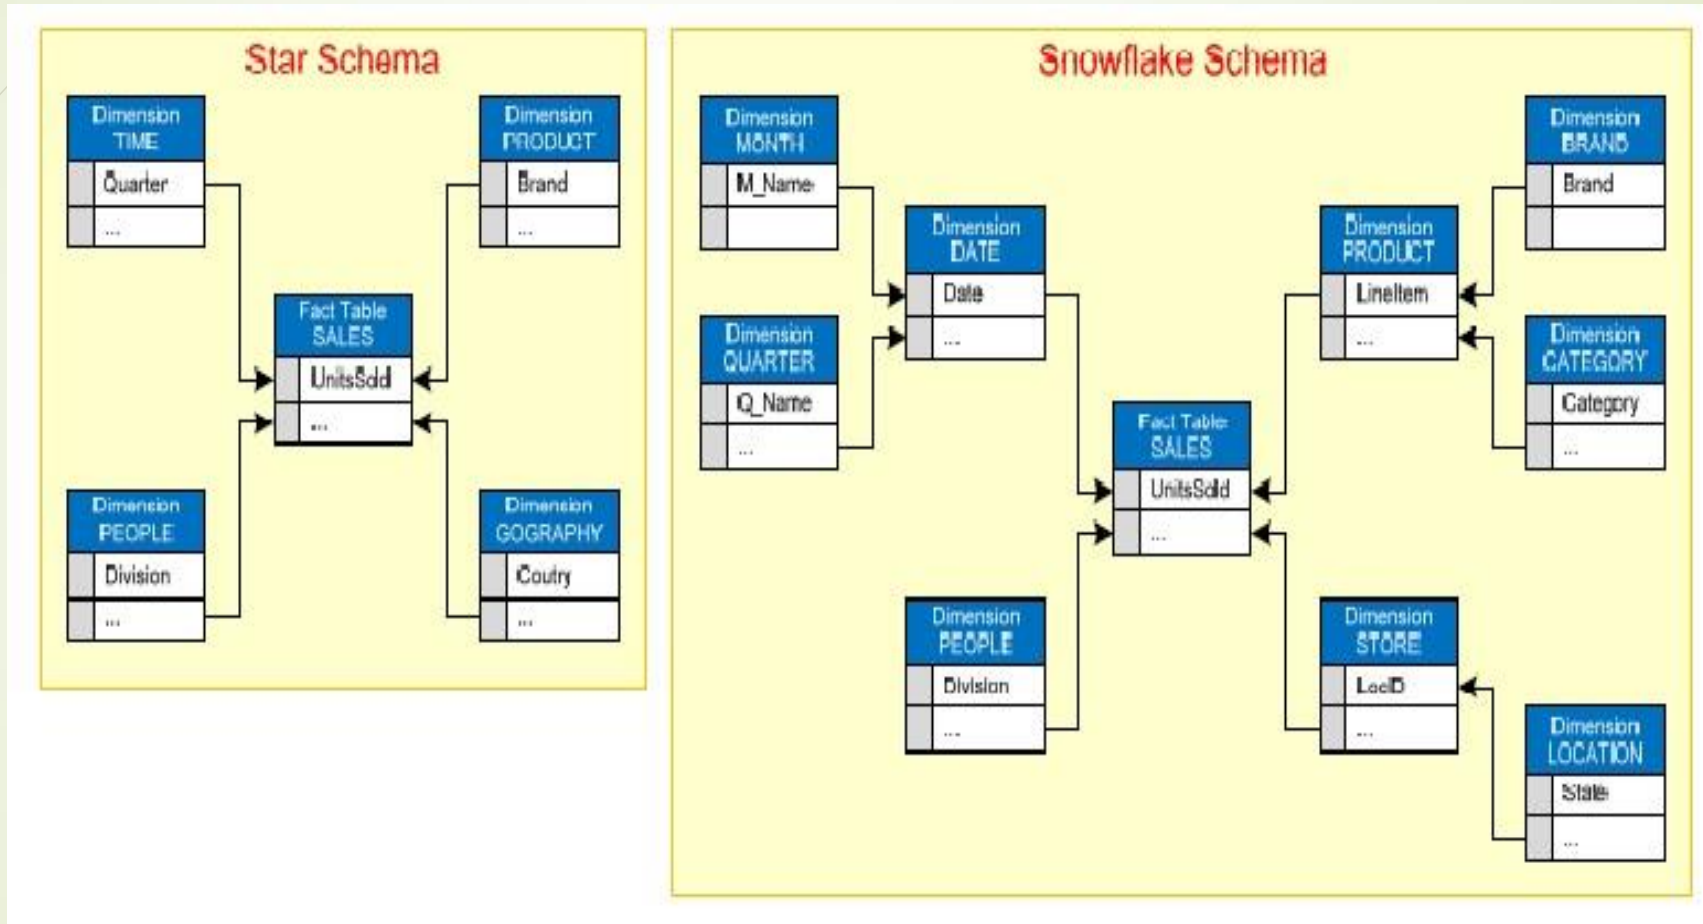 Star Schema
Dimension
TIME
Quarter
...
Dimension
PRODUCT
Brand
...
Fact Table
SALES
UnitsSold
...
Dimension
PEOPLE
Division
...
Dimension
GOGRAPHY
Coutry
...
Snowflake Schema
Dimension
MONTH
M_Name
Dimension
QUARTER
Q_Name
...
Dimension
DATE
Date
...
Dimension
BRAND
Brand
Dimension
PRODUCT
LineItem
...
Dimension
CATEGORY
Category
...
Fact Table
SALES
UnitsSold
...
Dimension
PEOPLE
Division
...
Dimension
STORE
LocID
...
Dimension
LOCATION
State
...